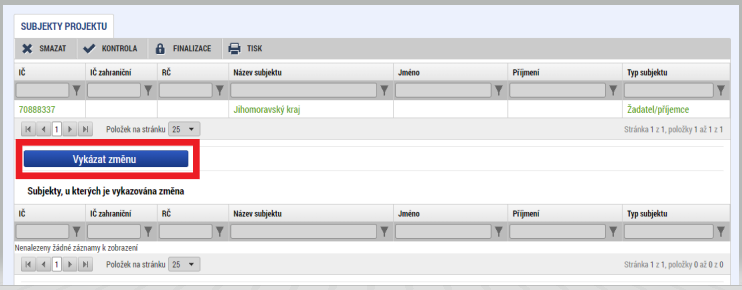 SUBJEKTY PROJEKTU
SMAZAT KONTROLA FINALIZACE TISK
IČ IČ zahraniční RČ Název subjektu Jméno Příjmení Typ subjektu
70888337 Jihomoravský kraj Žadatel/příjemce
1 Položek na stránku 25 Stránka 1 z 1, položky 1 až 1 z 1
Vykázat změnu
Subjekty, u kterých je vykazována změna
IČ IČ zahraniční RČ Název subjektu Jméno Příjmení Typ subjektu
Nenalezeny žádné záznamy k zobrazení
1 Položek na stránku 25 Stránka 1 z 1, položky 0 až 0 z 0